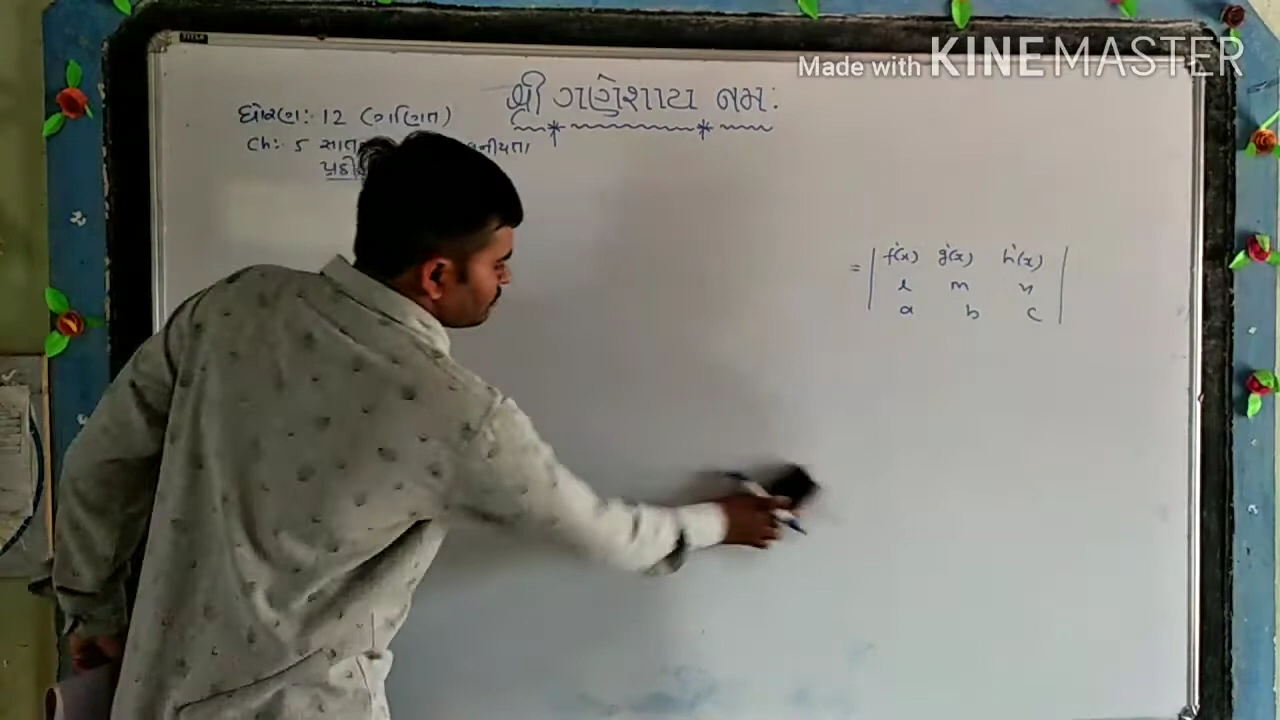 Made with KINEMASTER
શ્રી ગણેશાય નમઃ
ધોરણ: 12 (ગણિત)
Ch: 5
= | f'(x) g'(x) h'(x) |
l m n
a b c